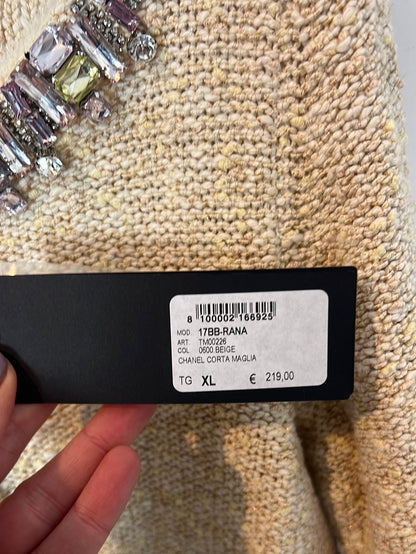 8 100002 166925
MOD. 17BB-RANA
ART. TM00226
COL. 0600 BEIGE
CHANEL CORTA MAGLIA
TG XL € 219,00